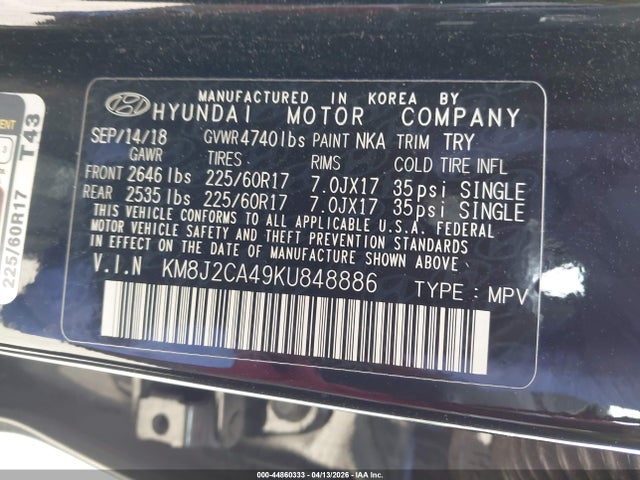 MANUFACTURED IN KOREA BY
HYUNDAI MOTOR COMPANY
SEP/14/18 GVWR 4740lbs PAINT NKA TRIM TRY
GAWR TIRES RIMS COLD TIRE INFL
FRONT 2646 lbs 225/60R17 7.0JX17 35psi SINGLE
REAR 2535 lbs 225/60R17 7.0JX17 35psi SINGLE
THIS VEHICLE CONFORMS TO ALL APPLICABLE U.S.A. FEDERAL
MOTOR VEHICLE SAFETY AND THEFT PREVENTION STANDARDS
IN EFFECT ON THE DATE OF MANUFACTURE SHOWN ABOVE.
V.I.N KM8J2CA49KU848886 TYPE : MPV
T43
225/60R17
000-44860333 - 04/13/2026 - IAA Inc.